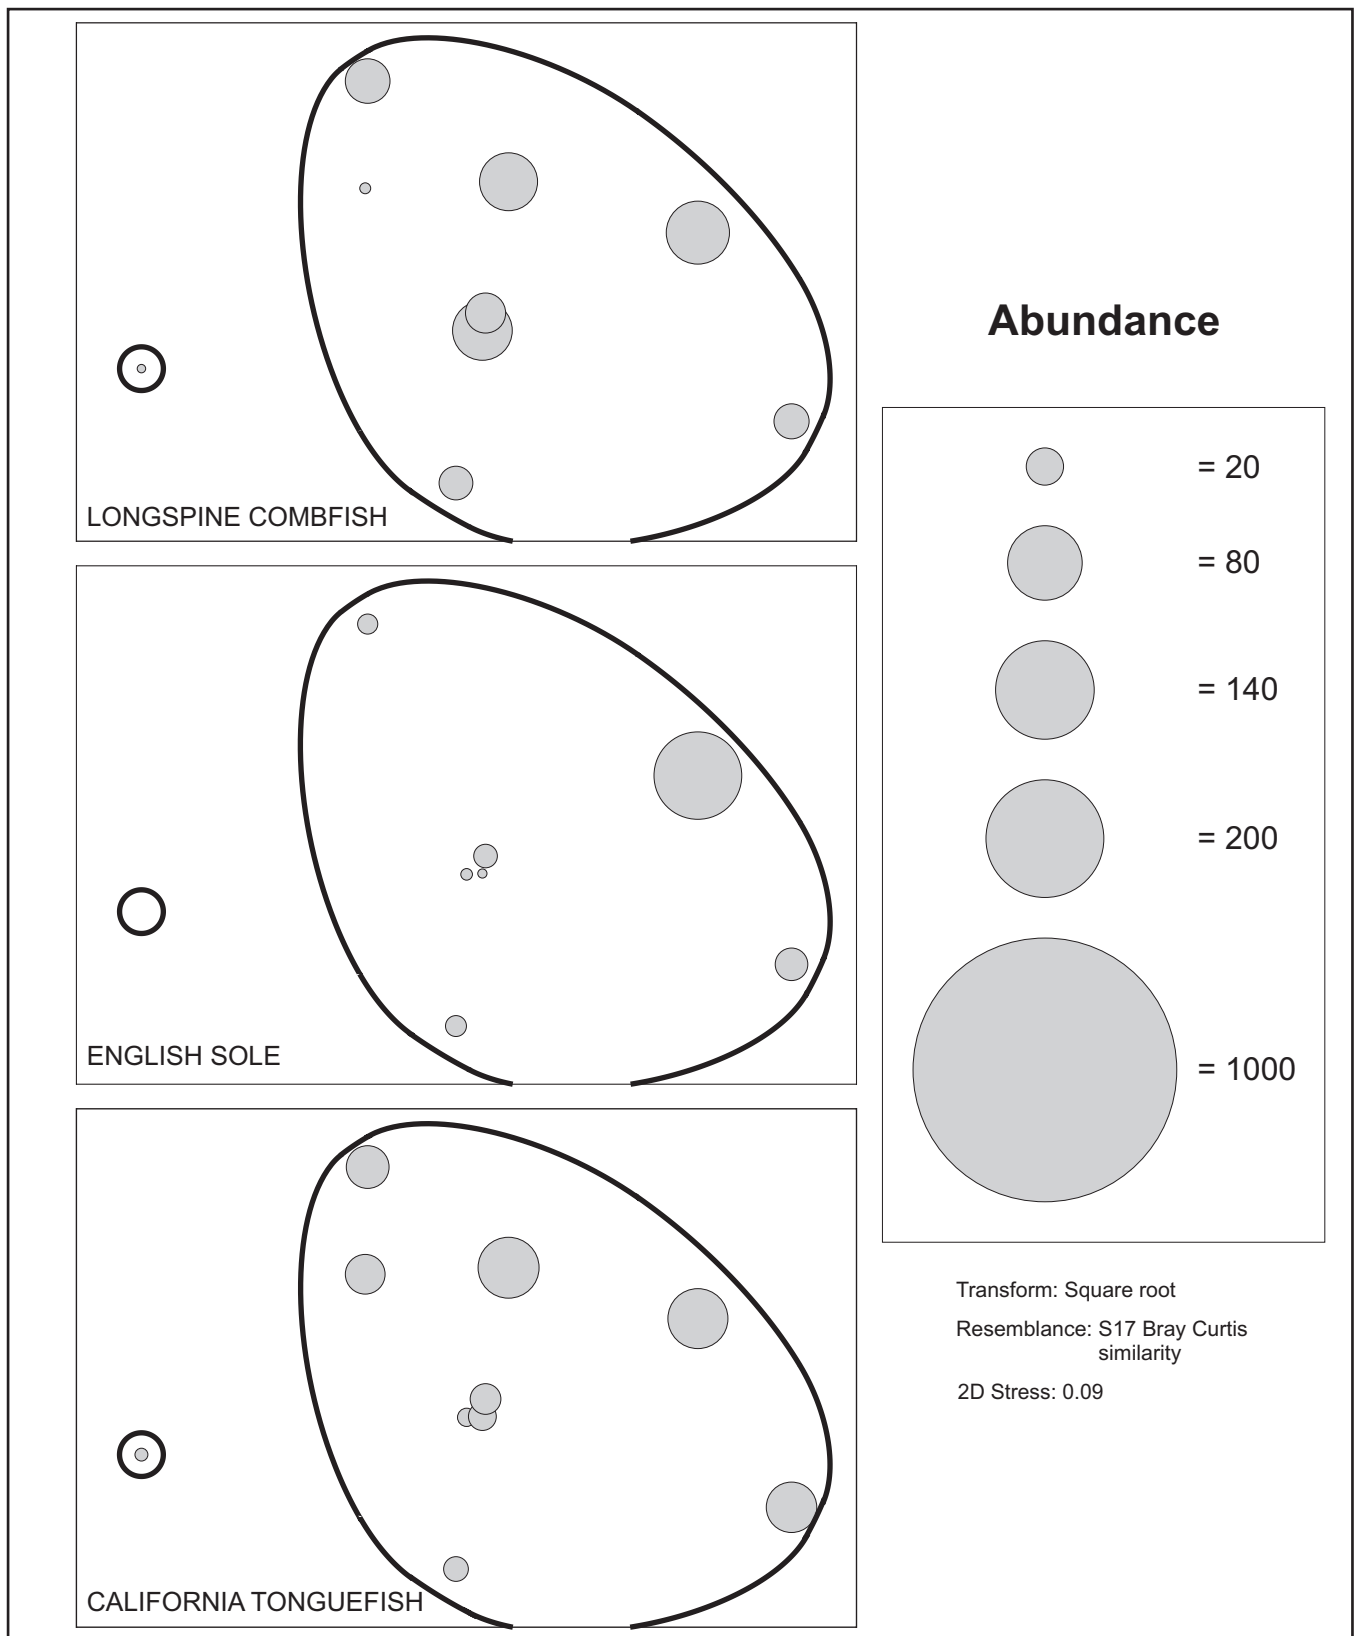 LONGSPINE COMBFISH
ENGLISH SOLE
CALIFORNIA TONGUEFISH
Abundance
= 20
= 80
= 140
= 200
= 1000
Transform: Square root
Resemblance: S17 Bray Curtis
similarity
2D Stress: 0.09